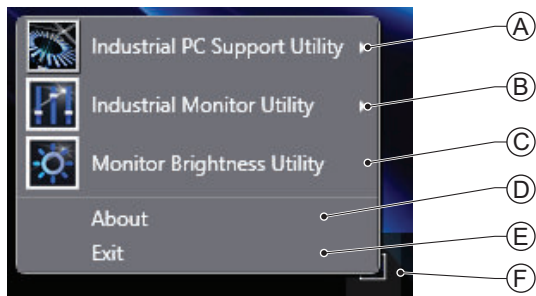 Industrial PC Support Utility
A
Industrial Monitor Utility
B
Monitor Brightness Utility
C
About
D
Exit
E
F